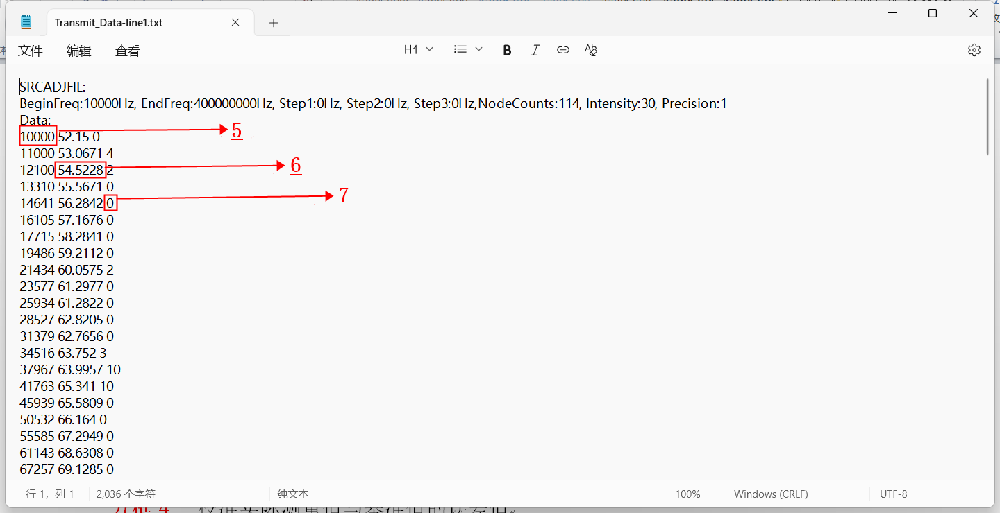 Transmit_Data-line1.txt
文件 编辑 查看
H1
SRCADJFIL:
BeginFreq:10000Hz, EndFreq:400000000Hz, Step1:0Hz, Step2:0Hz, Step3:0Hz,NodeCounts:114, Intensity:30, Precision:1
Data:
10000 52.15 0
5
11000 53.0671 4
12100 54.5228 2
6
13310 55.5671 0
14641 56.2842 0
7
16105 57.1676 0
17715 58.2841 0
19486 59.2112 0
21434 60.0575 2
23577 61.2977 0
25934 61.2822 0
28527 62.8205 0
31379 62.7656 0
34516 63.752 3
37967 63.9957 10
41763 65.341 10
45939 65.5809 0
50532 66.164 0
55585 67.2949 0
61143 68.6308 0
67257 69.1285 0
行 1，列 1 2,036 个字符 纯文本 100% Windows (CRLF) UTF-8